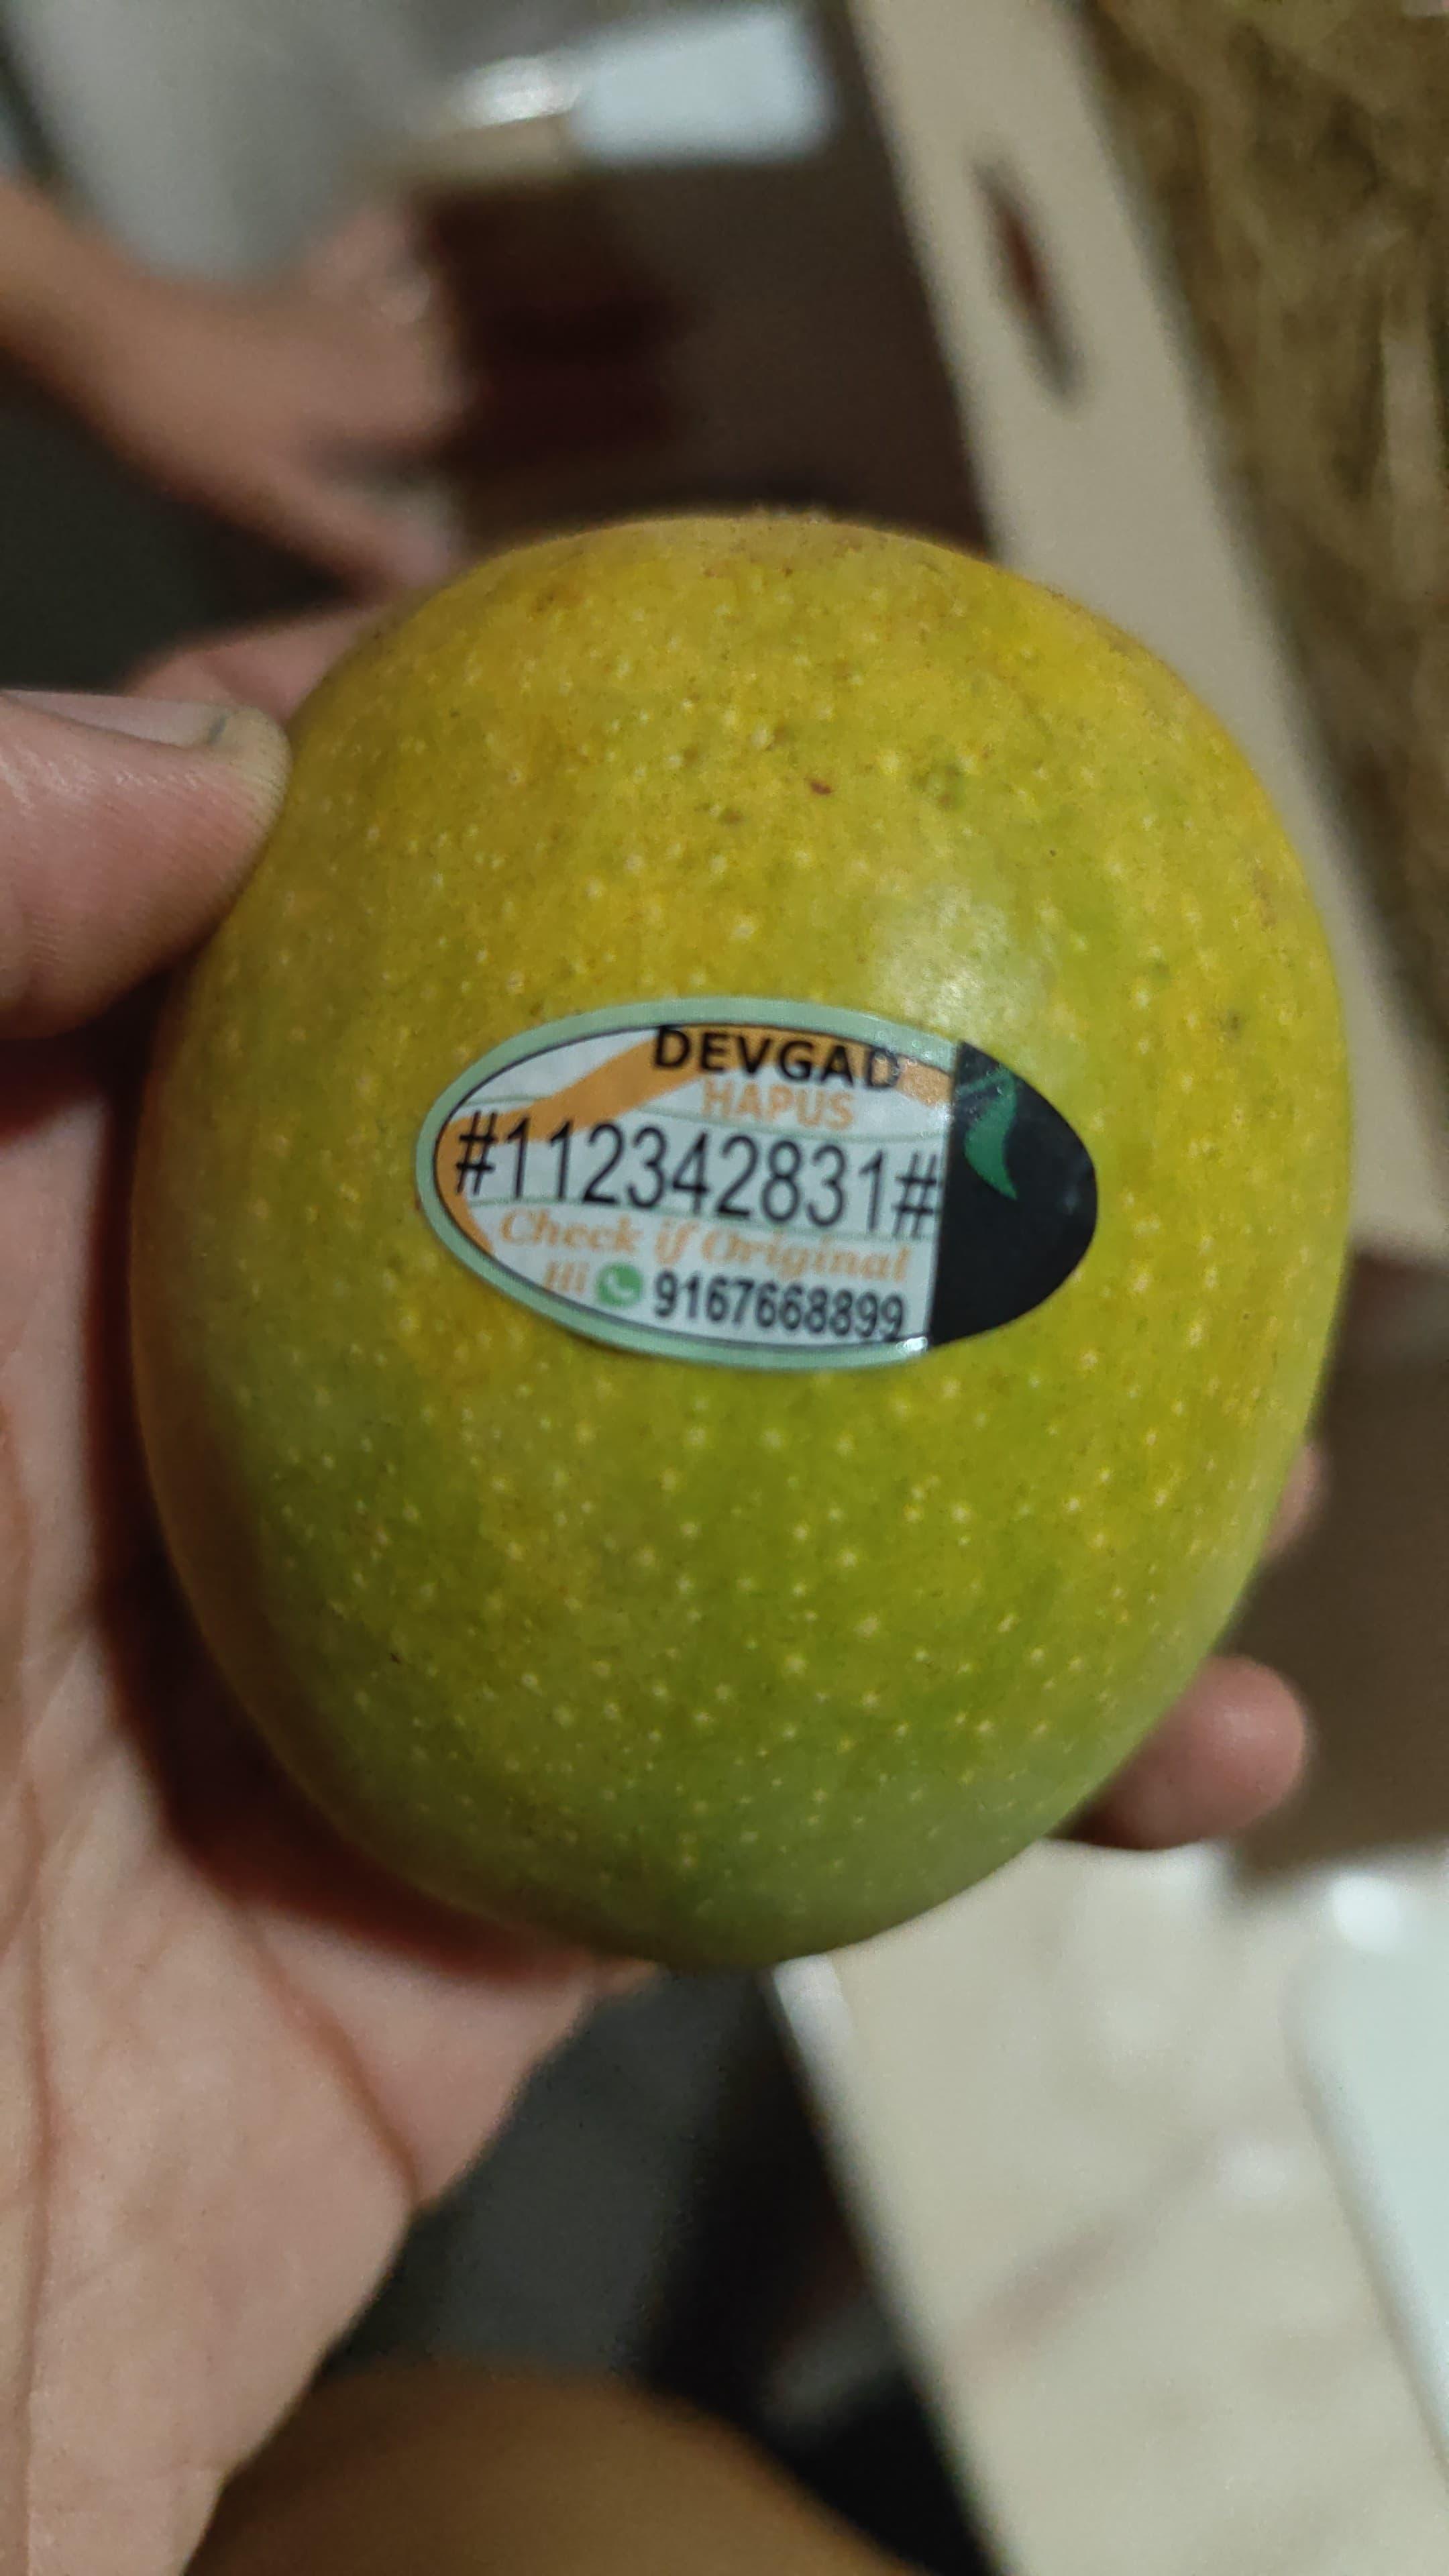 DEVGAD
HAPUS
#112342831#
Check if Original
Hi 9167668899